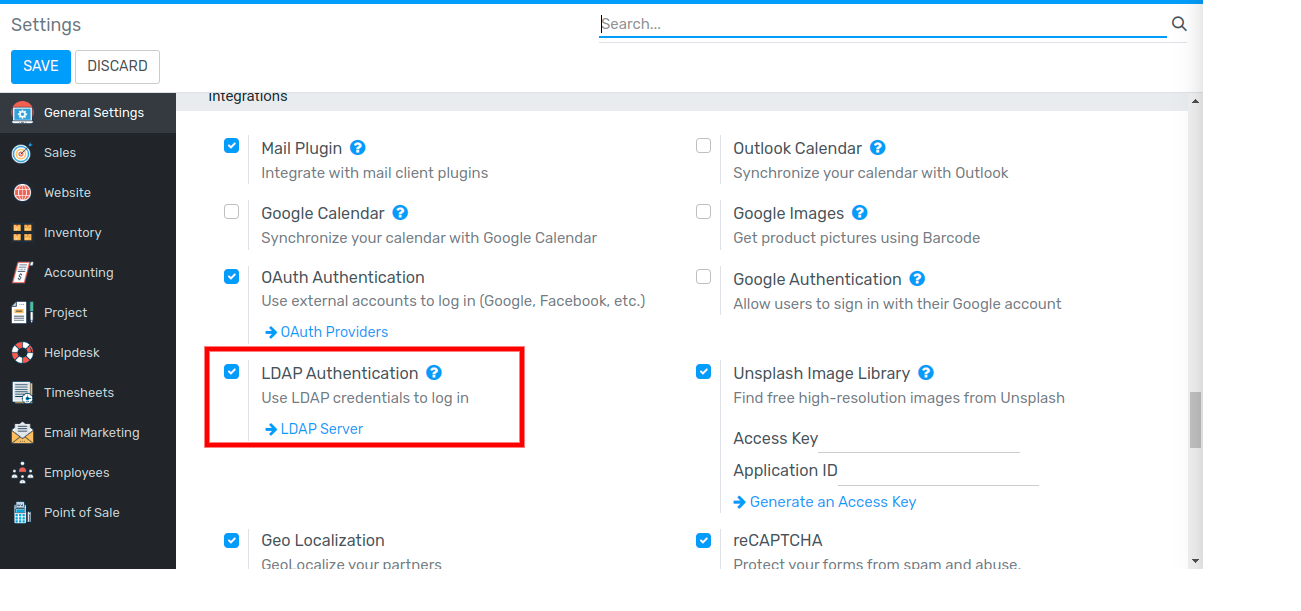 Settings
Search...
SAVE
DISCARD
General Settings
Sales
Website
Inventory
Accounting
Project
Helpdesk
Timesheets
Email Marketing
Employees
Point of Sale
Integrations
Mail Plugin
Integrate with mail client plugins
Outlook Calendar
Synchronize your calendar with Outlook
Google Calendar
Synchronize your calendar with Google Calendar
Google Images
Get product pictures using Barcode
OAuth Authentication
Use external accounts to log in (Google, Facebook, etc.)
OAuth Providers
Google Authentication
Allow users to sign in with their Google account
LDAP Authentication
Use LDAP credentials to log in
LDAP Server
Unsplash Image Library
Find free high-resolution images from Unsplash
Access Key
Application ID
Generate an Access Key
Geo Localization
GeoLocalize your partners
reCAPTCHA
Protect your forms from spam and abuse.